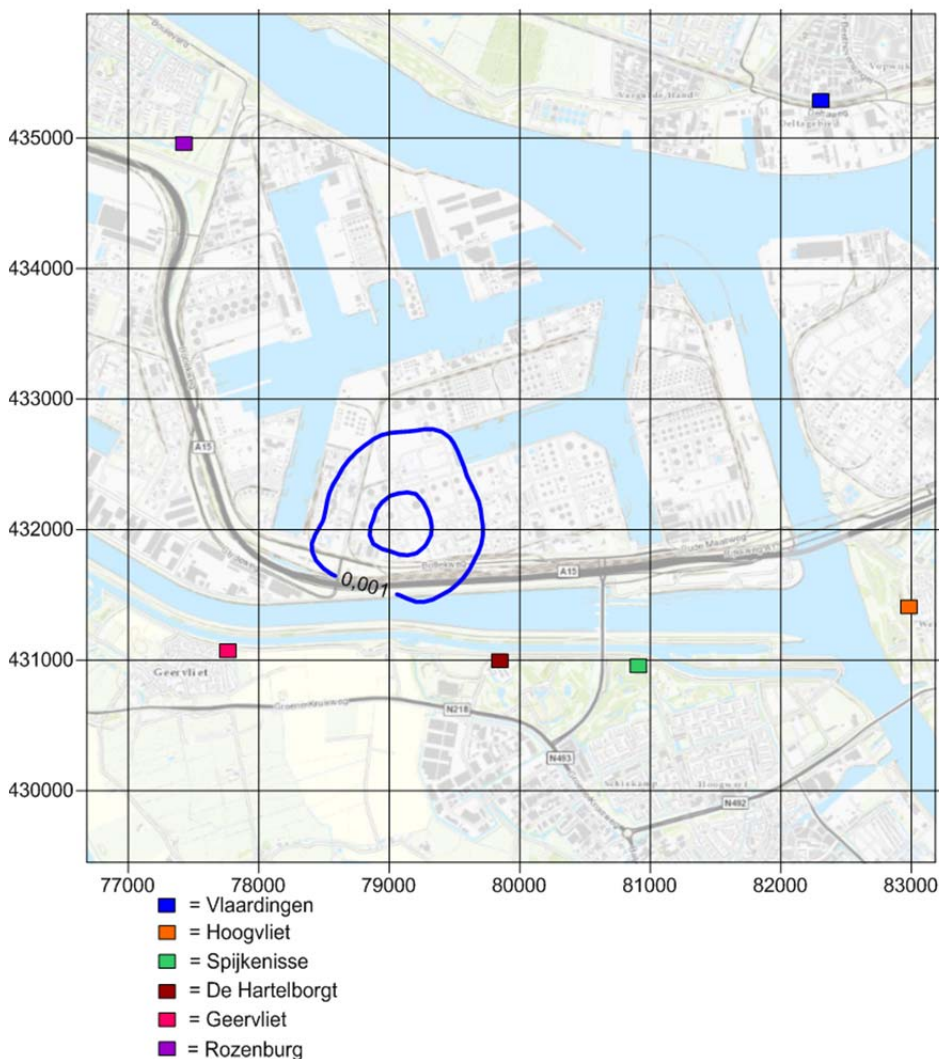 435000
434000
433000
432000
431000
430000
A15
0,001
A15
Geervliet
N218
N493
N492
77000 78000 79000 80000 81000 82000 83000
= Vlaardingen
= Hoogvliet
= Spijkenisse
= De Hartelborgt
= Geervliet
= Rozenburg